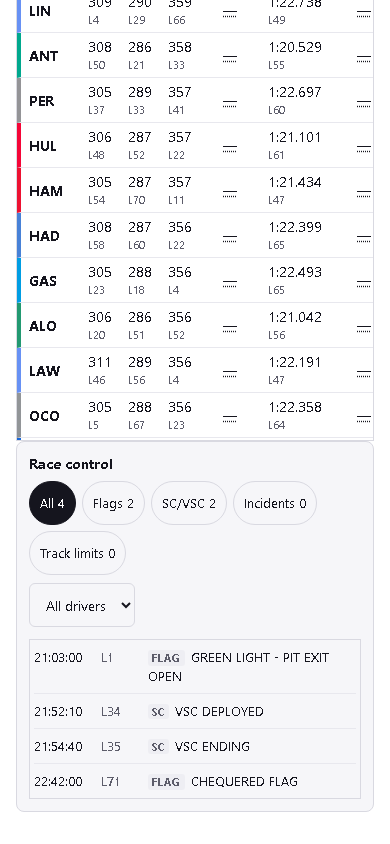 LIN 309 290 359 — 1:22.738 —
L4 L29 L66 L49
ANT 308 286 358 — 1:20.529 —
L50 L21 L33 L55
PER 305 289 357 — 1:22.697 —
L37 L33 L41 L60
HUL 306 287 357 — 1:21.101 —
L48 L52 L22 L61
HAM 305 287 357 — 1:21.434 —
L54 L70 L11 L47
HAD 308 287 356 — 1:22.399 —
L58 L60 L22 L65
GAS 305 288 356 — 1:22.493 —
L23 L18 L4 L65
ALO 306 286 356 — 1:21.042 —
L20 L51 L52 L56
LAW 311 289 356 — 1:22.191 —
L46 L56 L4 L47
OCO 305 288 356 — 1:22.358 —
L5 L67 L23 L64
Race control
All 4 Flags 2 SC/VSC 2 Incidents 0
Track limits 0
All drivers
21:03:00 L1 FLAG GREEN LIGHT - PIT EXIT
OPEN
21:52:10 L34 SC VSC DEPLOYED
21:54:40 L35 SC VSC ENDING
22:42:00 L71 FLAG CHEQUERED FLAG